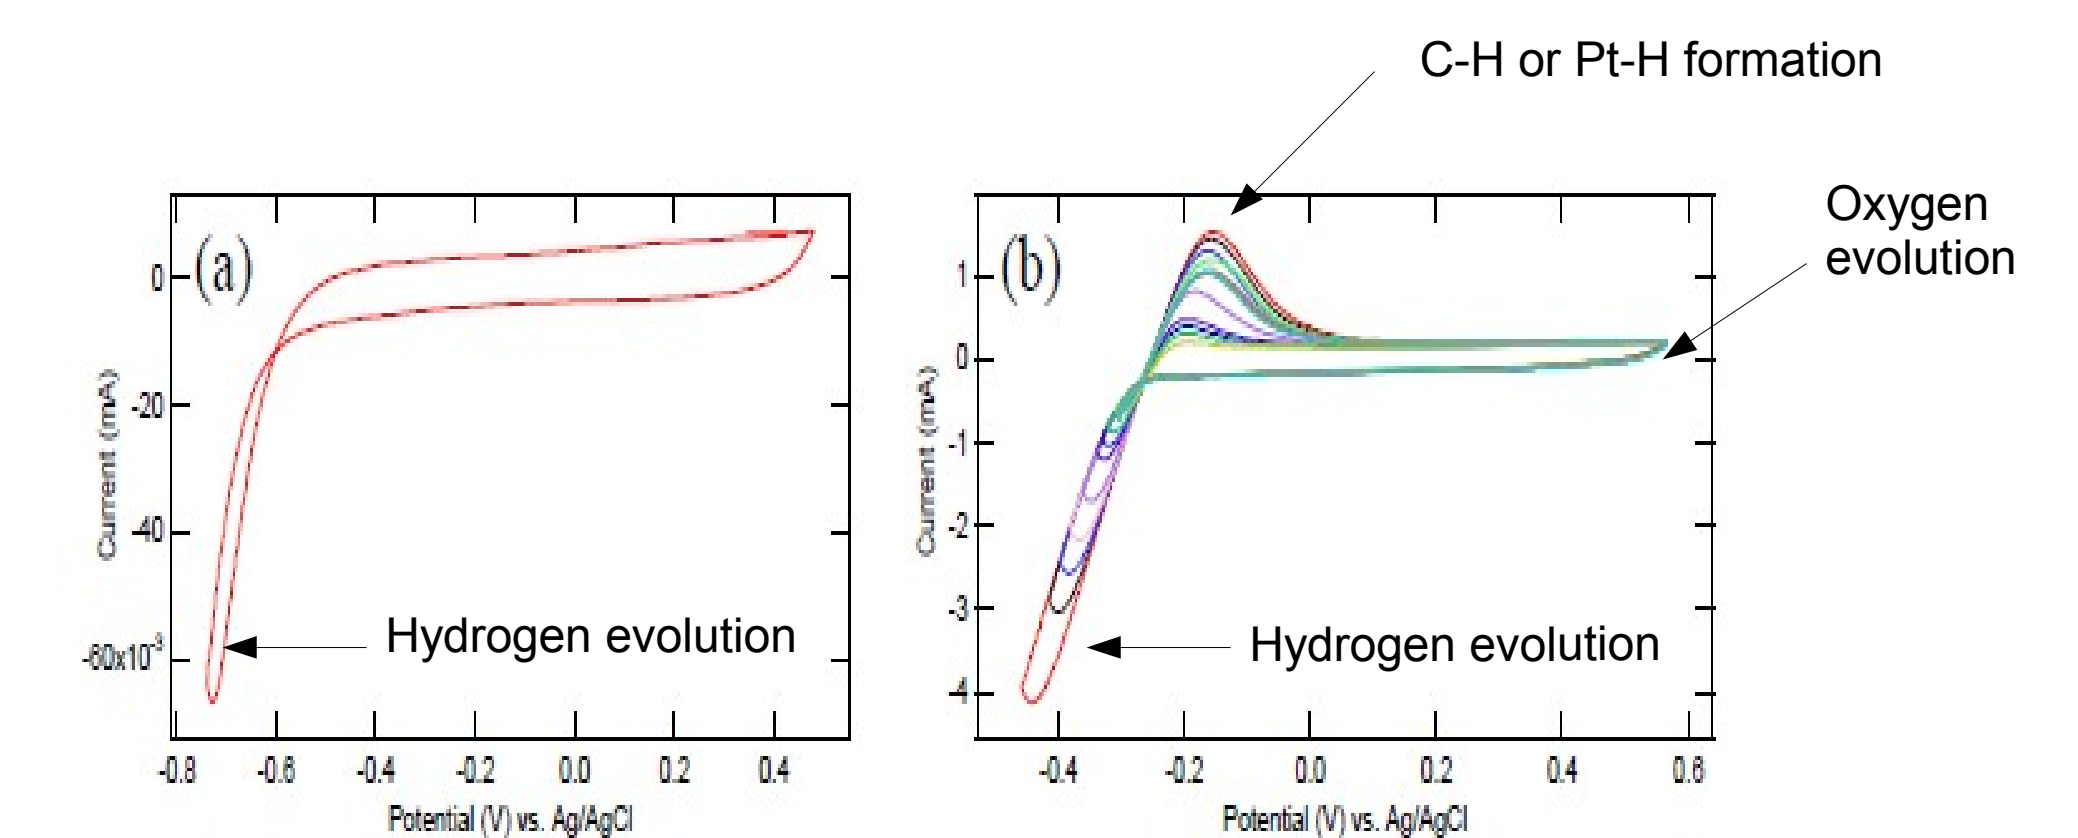 C-H or Pt-H formation
Oxygen
evolution
(a)
0
-20
-40
-60x10⁻³
Current (mA)
Hydrogen evolution
-0.8 -0.6 -0.4 -0.2 0.0 0.2 0.4
Potential (V) vs. Ag/AgCl
(b)
1
0
-1
-2
-3
-4
Current (mA)
Hydrogen evolution
-0.4 -0.2 0.0 0.2 0.4 0.6
Potential (V) vs. Ag/AgCl